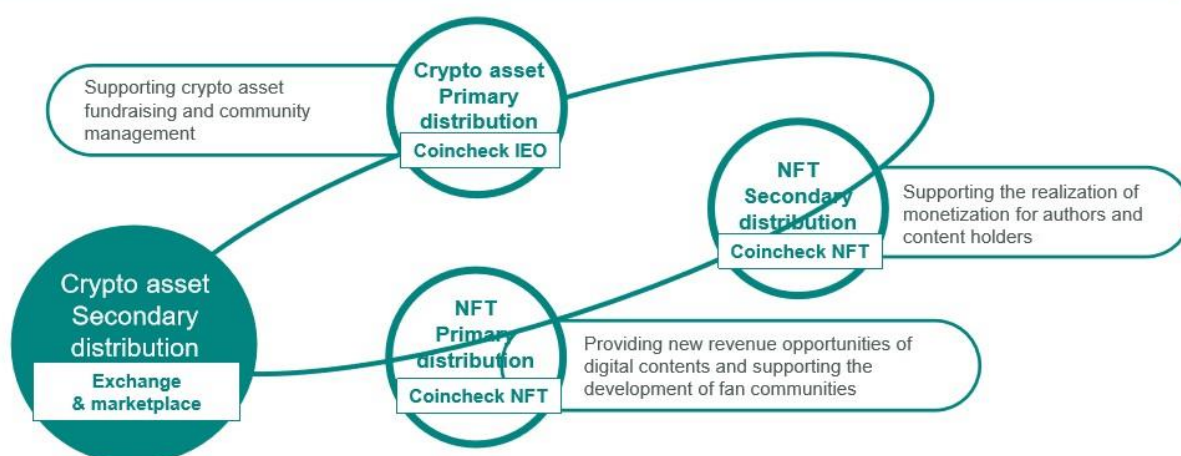 Crypto asset
Primary
distribution
Coincheck IEO
Supporting crypto asset
fundraising and community
management
NFT
Secondary
distribution
Coincheck NFT
Supporting the realization of
monetization for authors and
content holders
Crypto asset
Secondary
distribution
Exchange
& marketplace
NFT
Primary
distribution
Coincheck NFT
Providing new revenue opportunities of
digital contents and supporting the
development of fan communities